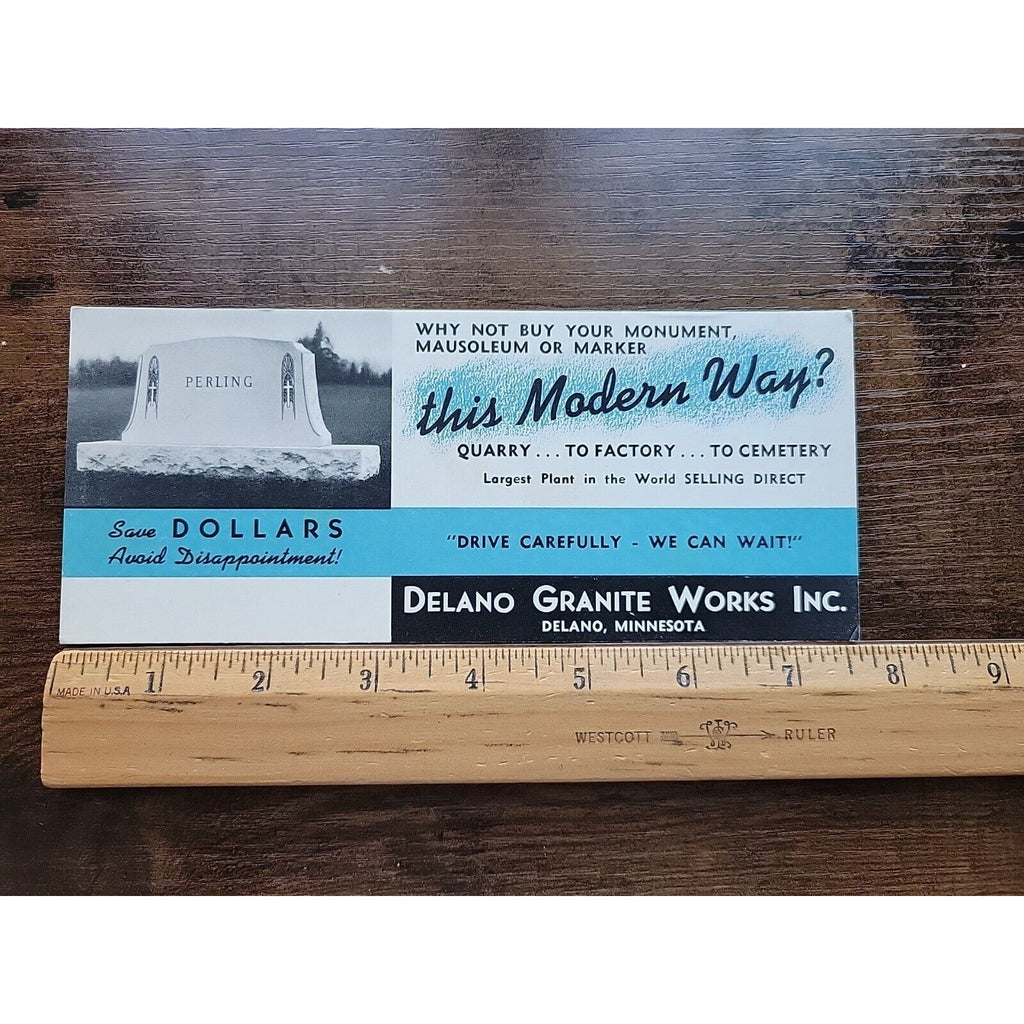 PERLING
WHY NOT BUY YOUR MONUMENT,
MAUSOLEUM OR MARKER
this Modern Way?
QUARRY... TO FACTORY... TO CEMETERY
Largest Plant in the World SELLING DIRECT
Save DOLLARS
Avoid Disappointment!
"DRIVE CAREFULLY - WE CAN WAIT!"
DELANO GRANITE WORKS INC.
DELANO, MINNESOTA
1 2 3 4 5 6 7 8 9
MADE IN U.S.A
WESTCOTT RULER